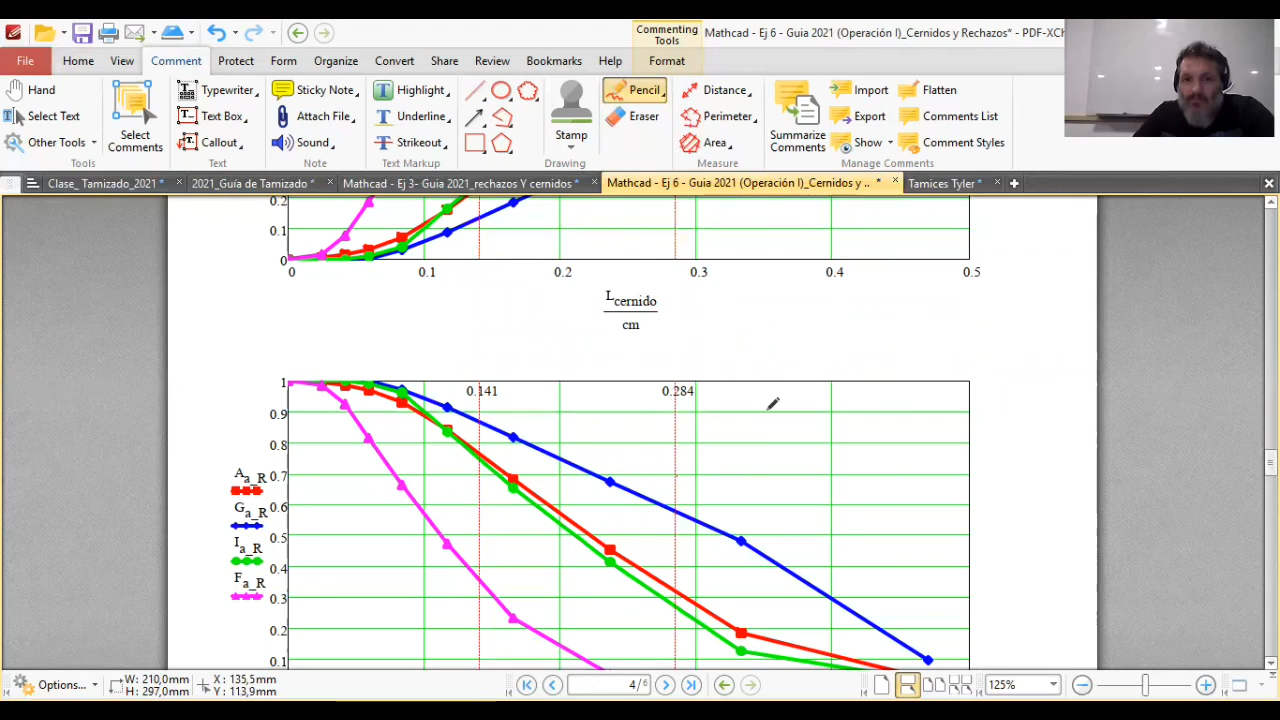 Commenting Tools
Mathcad - Ej 6 - Guia 2021 (Operación I)_Cernidos y Rechazos* - PDF-XCH
File Home View Comment Protect Form Organize Convert Share Review Bookmarks Help Format
Hand
Select Text
Other Tools
Tools
Select Comments
Typewriter
Text Box
Callout
Text
Sticky Note
Attach File
Sound
Note
Highlight
Underline
Strikeout
Text Markup
Drawing
Stamp
Pencil
Eraser
Distance
Perimeter
Area
Measure
Summarize Comments
Import
Export
Show
Flatten
Comments List
Comment Styles
Manage Comments
Clase_ Tamizado_2021 *
2021_Guía de Tamizado *
Mathcad - Ej 3- Guia 2021_rechazos Y cernidos *
Mathcad - Ej 6 - Guia 2021 (Operación I)_Cernidos y .. *
Tamices Tyler *
0.2
0.1
0
0 0.1 0.2 0.3 0.4 0.5
L cernido
cm
1
0.9
0.8
0.7
0.6
0.5
0.4
0.3
0.2
0.1
0.141 0.284
A a_R
G a_R
I a_R
F a_R
Options...
W: 210,0mm
H: 297,0mm
X: 135,5mm
Y: 113,9mm
4/6
125%